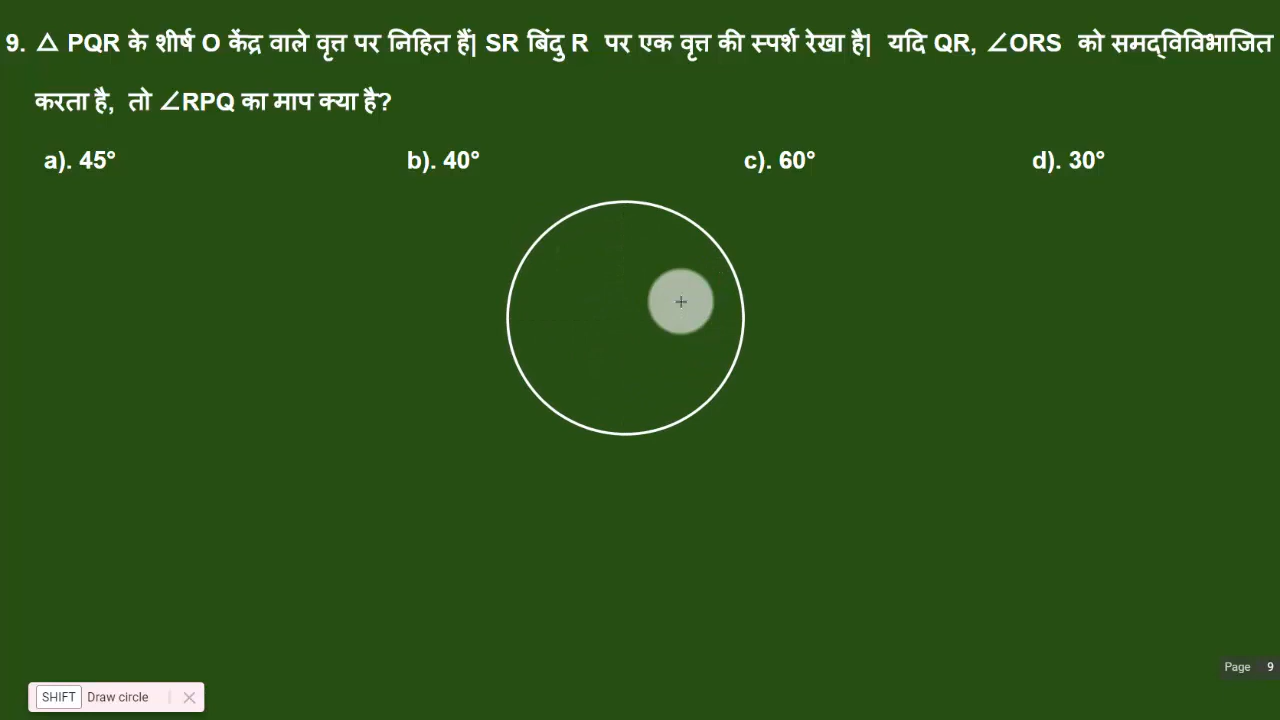 9. △ PQR के शीर्ष O केंद्र वाले वृत्त पर निहित हैं| SR बिंदु R पर एक वृत्त की स्पर्श रेखा है| यदि QR, ∠ORS को समद्विविभाजित
करता है, तो ∠RPQ का माप क्या है?
a). 45° b). 40° c). 60° d). 30°
Page 9
SHIFT Draw circle